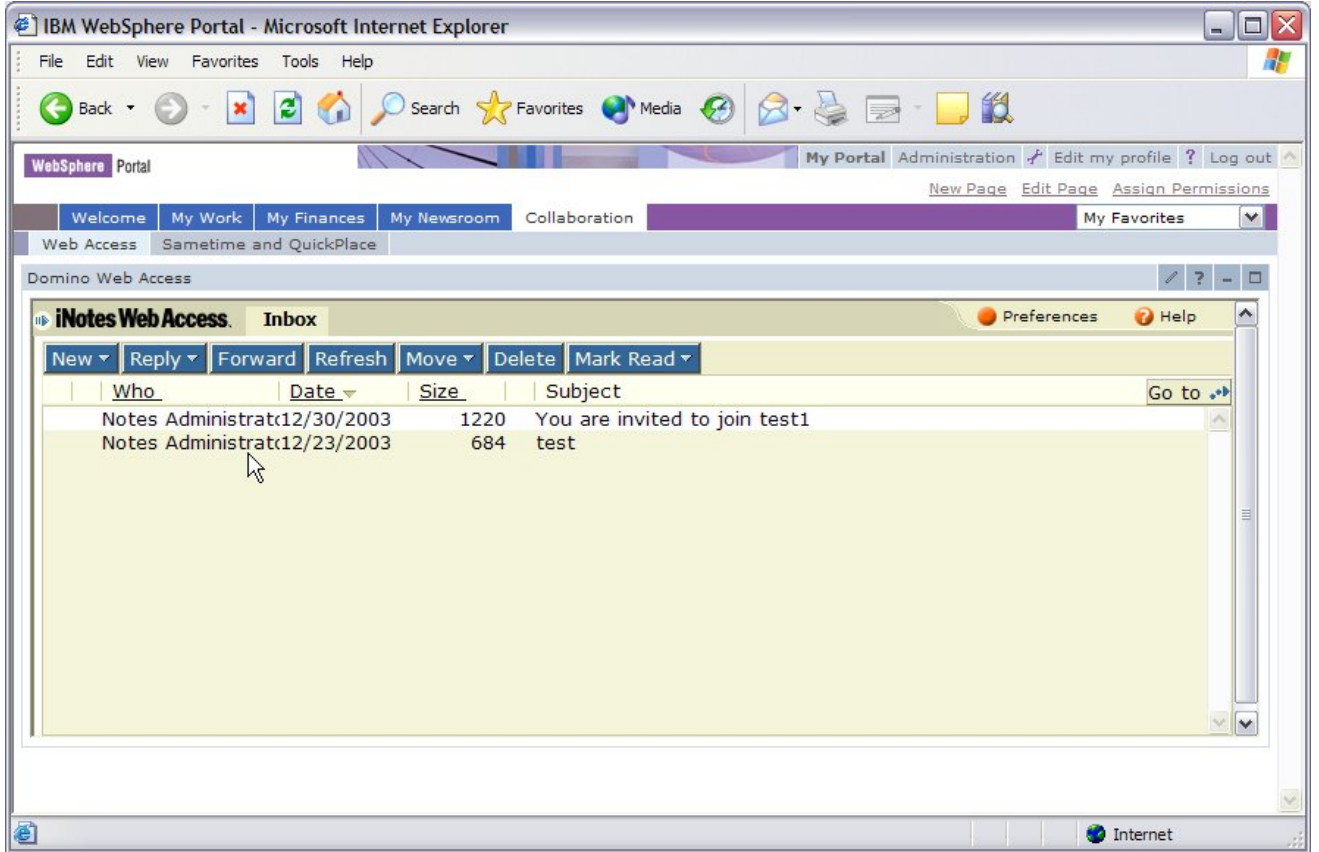 IBM WebSphere Portal - Microsoft Internet Explorer
File Edit View Favorites Tools Help
Back Search Favorites Media
WebSphere Portal My Portal Administration Edit my profile ? Log out
New Page Edit Page Assign Permissions
Welcome My Work My Finances My Newsroom Collaboration My Favorites
Web Access Sametime and QuickPlace
Domino Web Access ?
iNotes Web Access. Inbox Preferences ? Help
New Reply Forward Refresh Move Delete Mark Read
Who Date Size Subject Go to
Notes Administrato 12/30/2003 1220 You are invited to join test1
Notes Administrato 12/23/2003 684 test
Internet